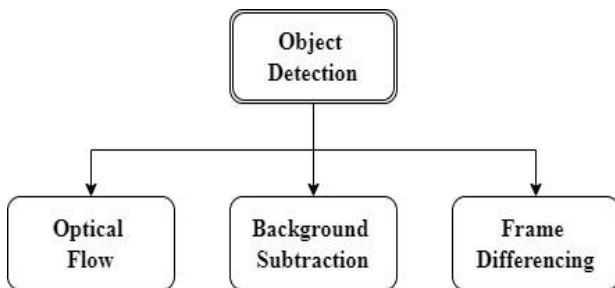 Object
Detection
Optical
Flow
Background
Subtraction
Frame
Differencing